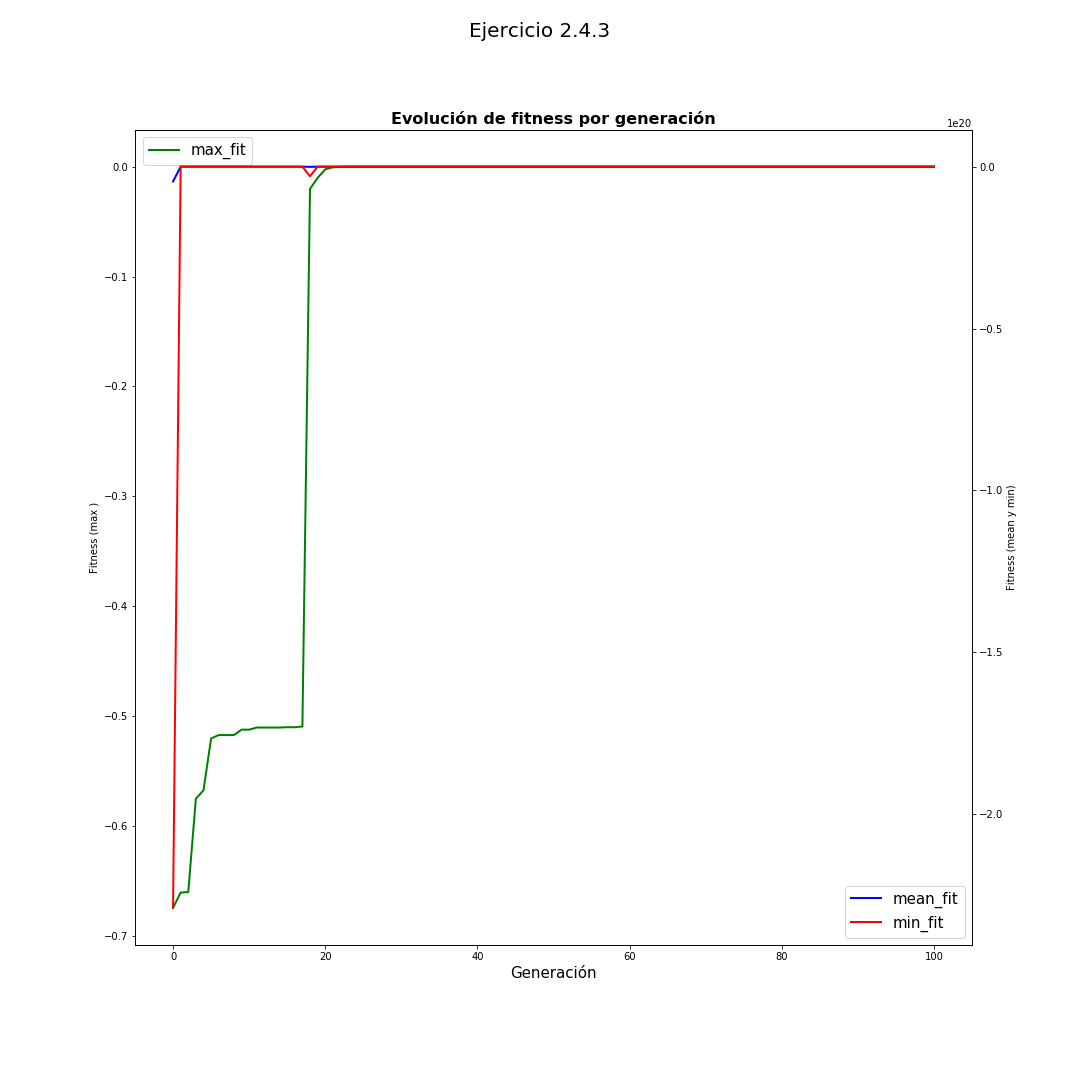 Ejercicio 2.4.3
Evolución de fitness por generación
1e20
max_fit
0.0
−0.1
−0.2
−0.3
−0.4
−0.5
−0.6
−0.7
Fitness (max )
0.0
−0.5
−1.0
−1.5
−2.0
Fitness (mean y min)
mean_fit
min_fit
0 20 40 60 80 100
Generación